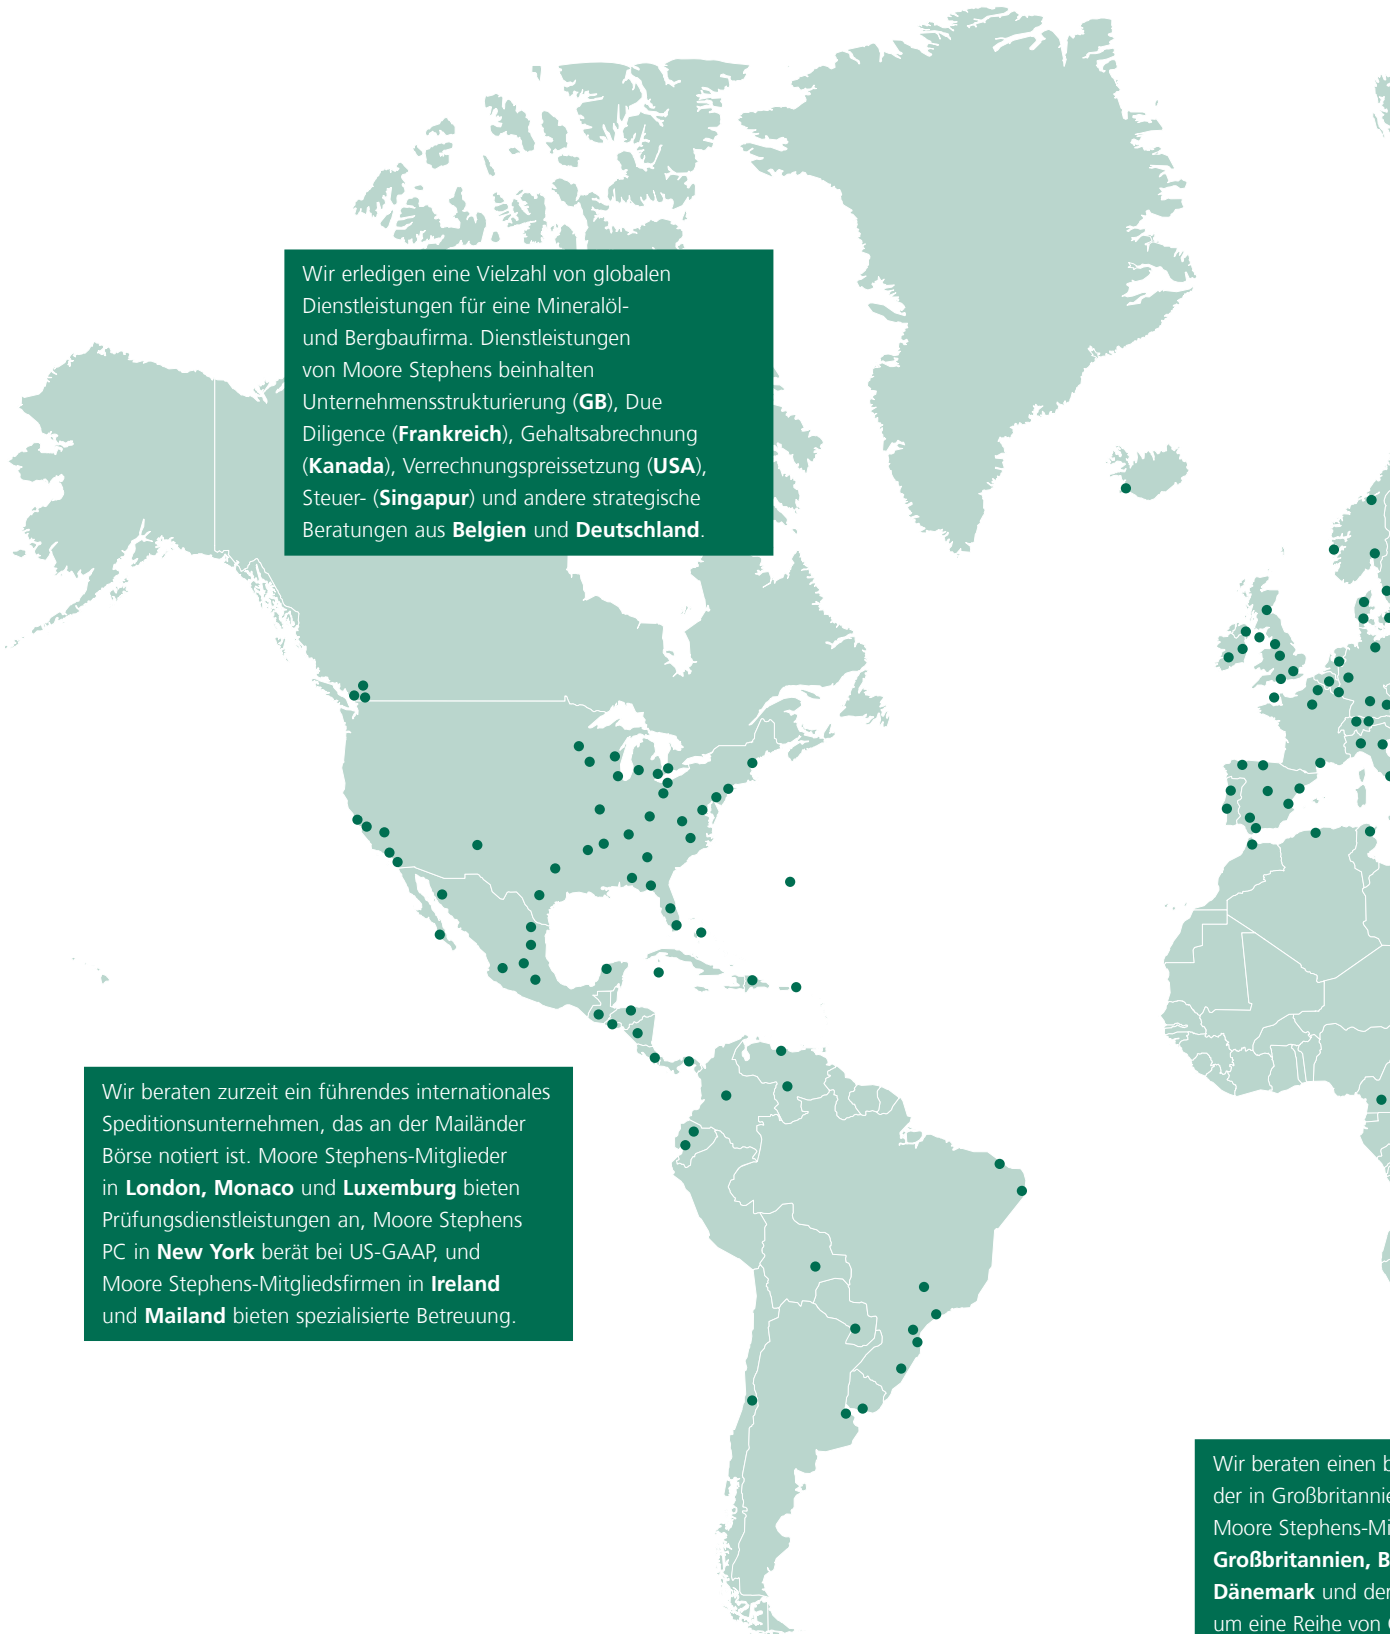 Wir erledigen eine Vielzahl von globalen
Dienstleistungen für eine Mineralöl-
und Bergbaufirma. Dienstleistungen
von Moore Stephens beinhalten
Unternehmensstrukturierung (GB), Due
Diligence (Frankreich), Gehaltsabrechnung
(Kanada), Verrechnungspreissetzung (USA),
Steuer- (Singapur) und andere strategische
Beratungen aus Belgien und Deutschland.
Wir beraten zurzeit ein führendes internationales
Speditionsunternehmen, das an der Mailänder
Börse notiert ist. Moore Stephens-Mitglieder
in London, Monaco und Luxemburg bieten
Prüfungsdienstleistungen an, Moore Stephens
PC in New York berät bei US-GAAP, und
Moore Stephens-Mitgliedsfirmen in Ireland
und Mailand bieten spezialisierte Betreuung.
Wir beraten einen
der in
Moore
Großbritannien,
Dänemark und
um eine Reihe von